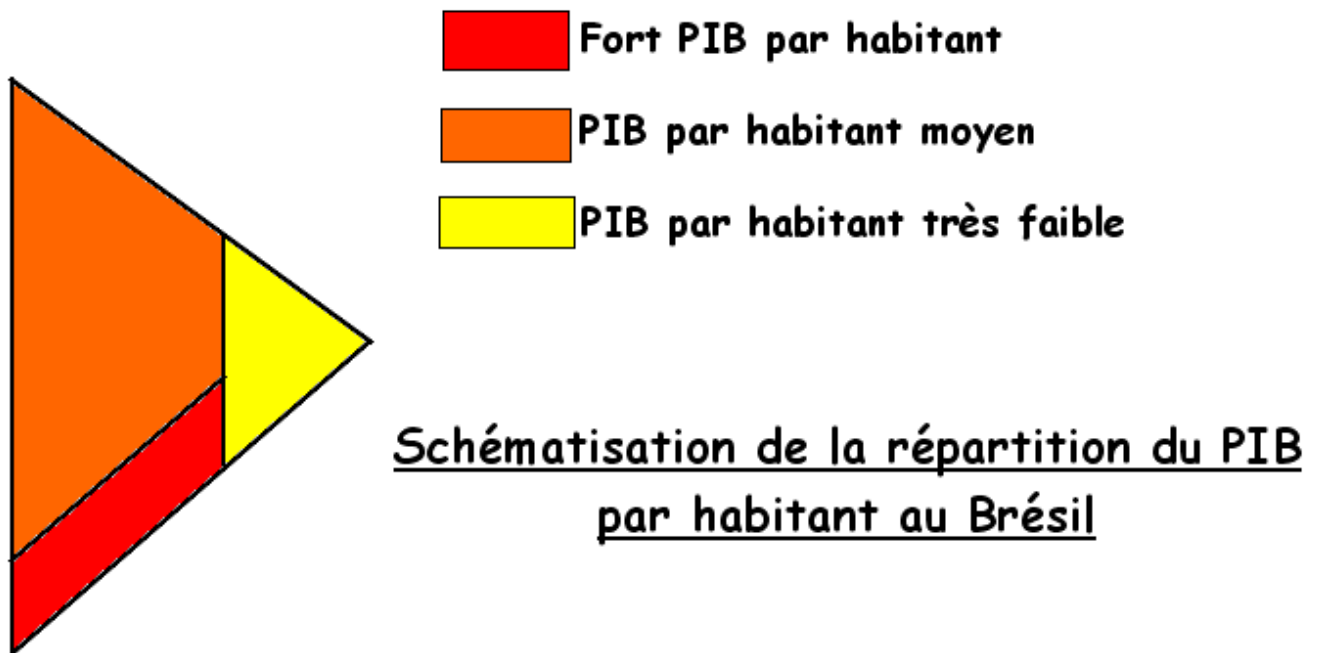 Fort PIB par habitant
PIB par habitant moyen
PIB par habitant très faible
Schématisation de la répartition du PIB
par habitant au Brésil